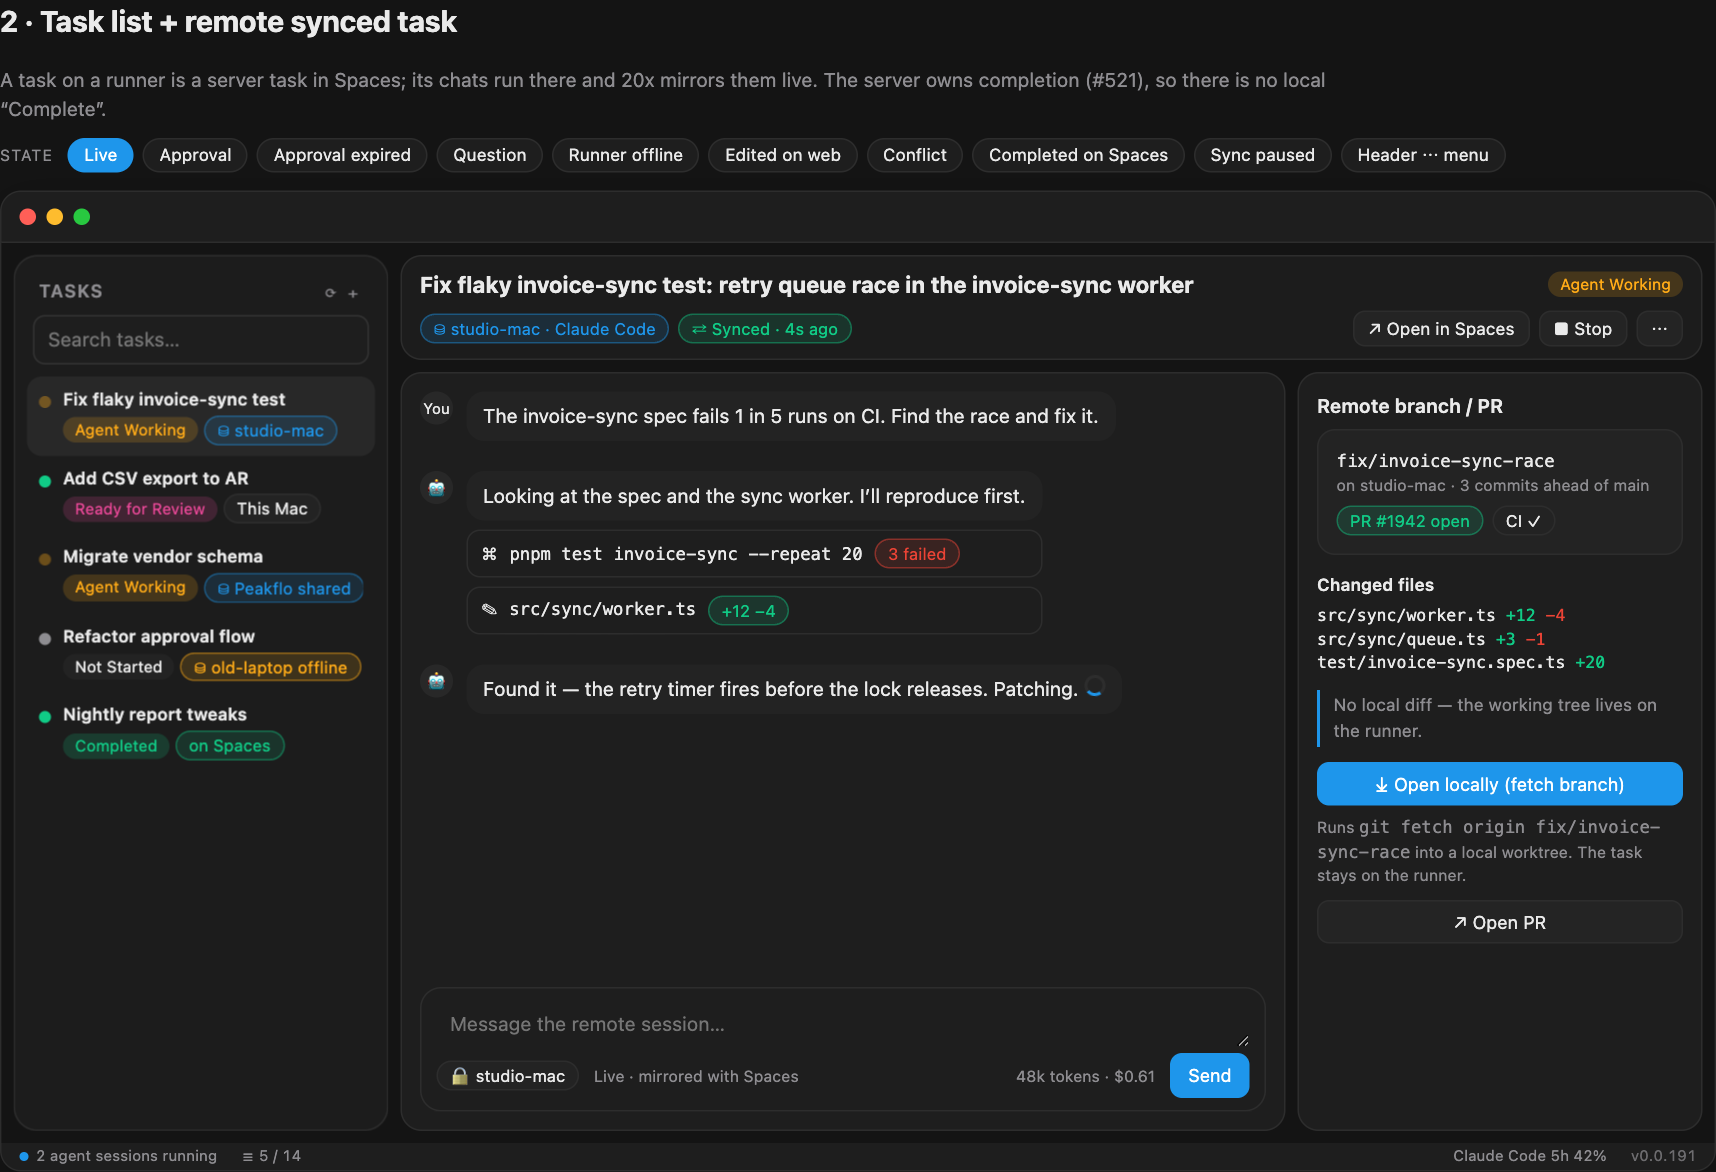 2 · Task list + remote synced task
A task on a runner is a server task in Spaces; its chats run there and 20x mirrors them live. The server owns completion (#521), so there is no local
“Complete”.
STATE Live Approval Approval expired Question Runner offline Edited on web Conflict Completed on Spaces Sync paused Header ··· menu
TASKS
Search tasks...
Fix flaky invoice-sync test
Agent Working studio-mac
Add CSV export to AR
Ready for Review This Mac
Migrate vendor schema
Agent Working Peakflo shared
Refactor approval flow
Not Started old-laptop offline
Nightly report tweaks
Completed on Spaces
Fix flaky invoice-sync test: retry queue race in the invoice-sync worker
Agent Working
studio-mac · Claude Code ⇄ Synced · 4s ago
↗ Open in Spaces Stop ···
You
The invoice-sync spec fails 1 in 5 runs on CI. Find the race and fix it.
Looking at the spec and the sync worker. I’ll reproduce first.
⌘ pnpm test invoice-sync --repeat 20 3 failed
✎ src/sync/worker.ts +12 −4
Found it — the retry timer fires before the lock releases. Patching.
Message the remote session...
studio-mac Live · mirrored with Spaces 48k tokens · $0.61 Send
Remote branch / PR
fix/invoice-sync-race
on studio-mac · 3 commits ahead of main
PR #1942 open CI ✓
Changed files
src/sync/worker.ts +12 −4
src/sync/queue.ts +3 −1
test/invoice-sync.spec.ts +20
No local diff — the working tree lives on
the runner.
↓ Open locally (fetch branch)
Runs git fetch origin fix/invoice-
sync-race into a local worktree. The task
stays on the runner.
↗ Open PR
2 agent sessions running ≡ 5 / 14
Claude Code 5h 42% v0.0.191